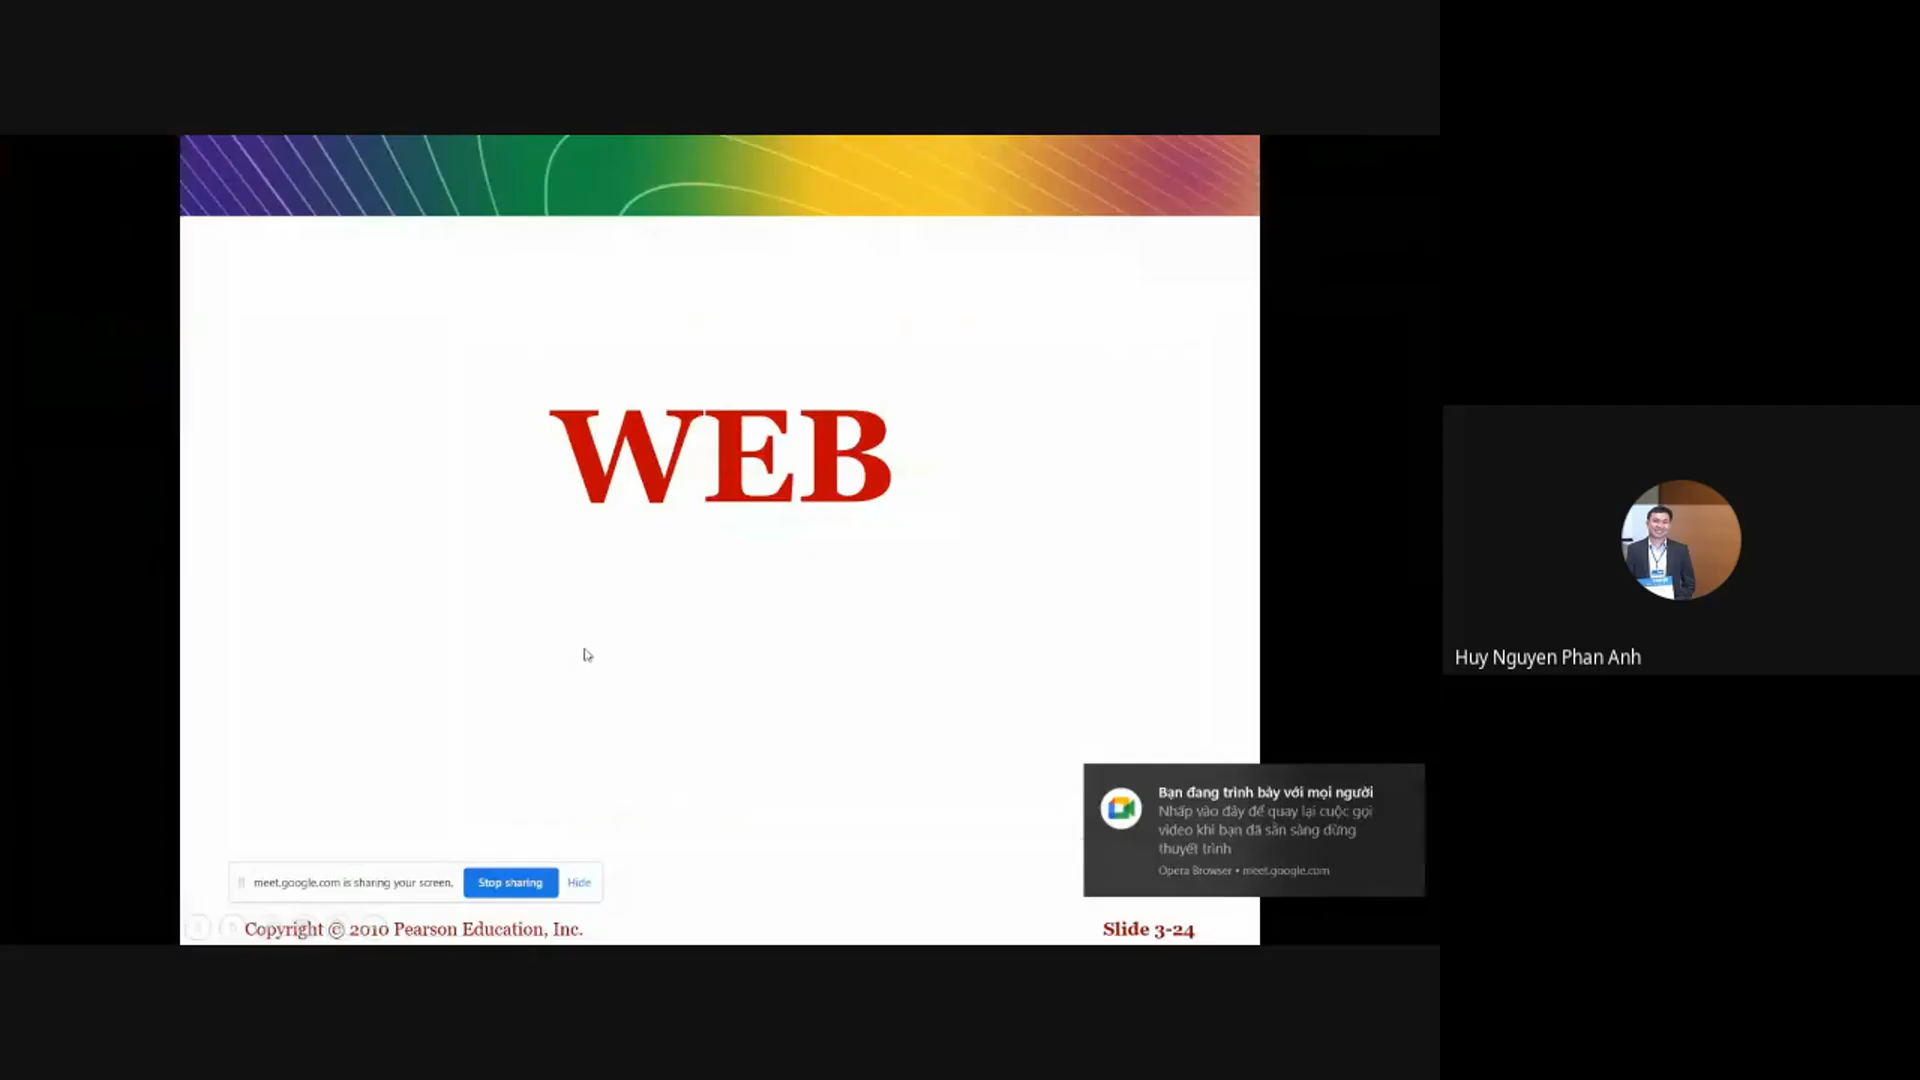 WEB
Huy Nguyen Phan Anh
Bạn đang trình bày với mọi người
Nhấp vào đây để quay lại cuộc gọi
video khi bạn đã sẵn sàng dừng
thuyết trình
Opera Browser • meet.google.com
meet.google.com is sharing your screen.
Stop sharing
Hide
Copyright © 2010 Pearson Education, Inc.
Slide 3-24